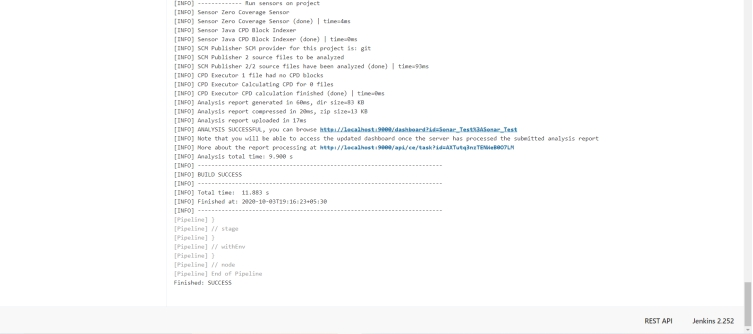 [INFO] ------------- Run sensors on project
[INFO] Sensor Zero Coverage Sensor
[INFO] Sensor Zero Coverage Sensor (done) | time=4ms
[INFO] Sensor Java CPD Block Indexer
[INFO] Sensor Java CPD Block Indexer (done) | time=0ms
[INFO] SCM Publisher SCM provider for this project is: git
[INFO] SCM Publisher 2 source files to be analyzed
[INFO] SCM Publisher 2/2 source files have been analyzed (done) | time=93ms
[INFO] CPD Executor 1 file had no CPD blocks
[INFO] CPD Executor Calculating CPD for 0 files
[INFO] CPD Executor CPD calculation finished (done) | time=0ms
[INFO] Analysis report generated in 60ms, dir size=83 KB
[INFO] Analysis report compressed in 20ms, zip size=13 KB
[INFO] Analysis report uploaded in 17ms
[INFO] ANALYSIS SUCCESSFUL, you can browse http://localhost:9000/dashboard?id=Sonar_Test%3ASonar_Test
[INFO] Note that you will be able to access the updated dashboard once the server has processed the submitted analysis report
[INFO] More about the report processing at
[INFO] Analysis total time: 9.900 s
[INFO] ------------------------------------------------------------------------
[INFO] BUILD SUCCESS
[INFO] ------------------------------------------------------------------------
[INFO] Total time:  11.883 s
[INFO] Finished at: 2020-10-03T19:16:23+05:30
[INFO] ------------------------------------------------------------------------
[Pipeline] }
[Pipeline] // stage
[Pipeline] }
[Pipeline] // withEnv
[Pipeline] }
[Pipeline] // node
[Pipeline] End of Pipeline
Finished: SUCCESS
REST API Jenkins 2.252